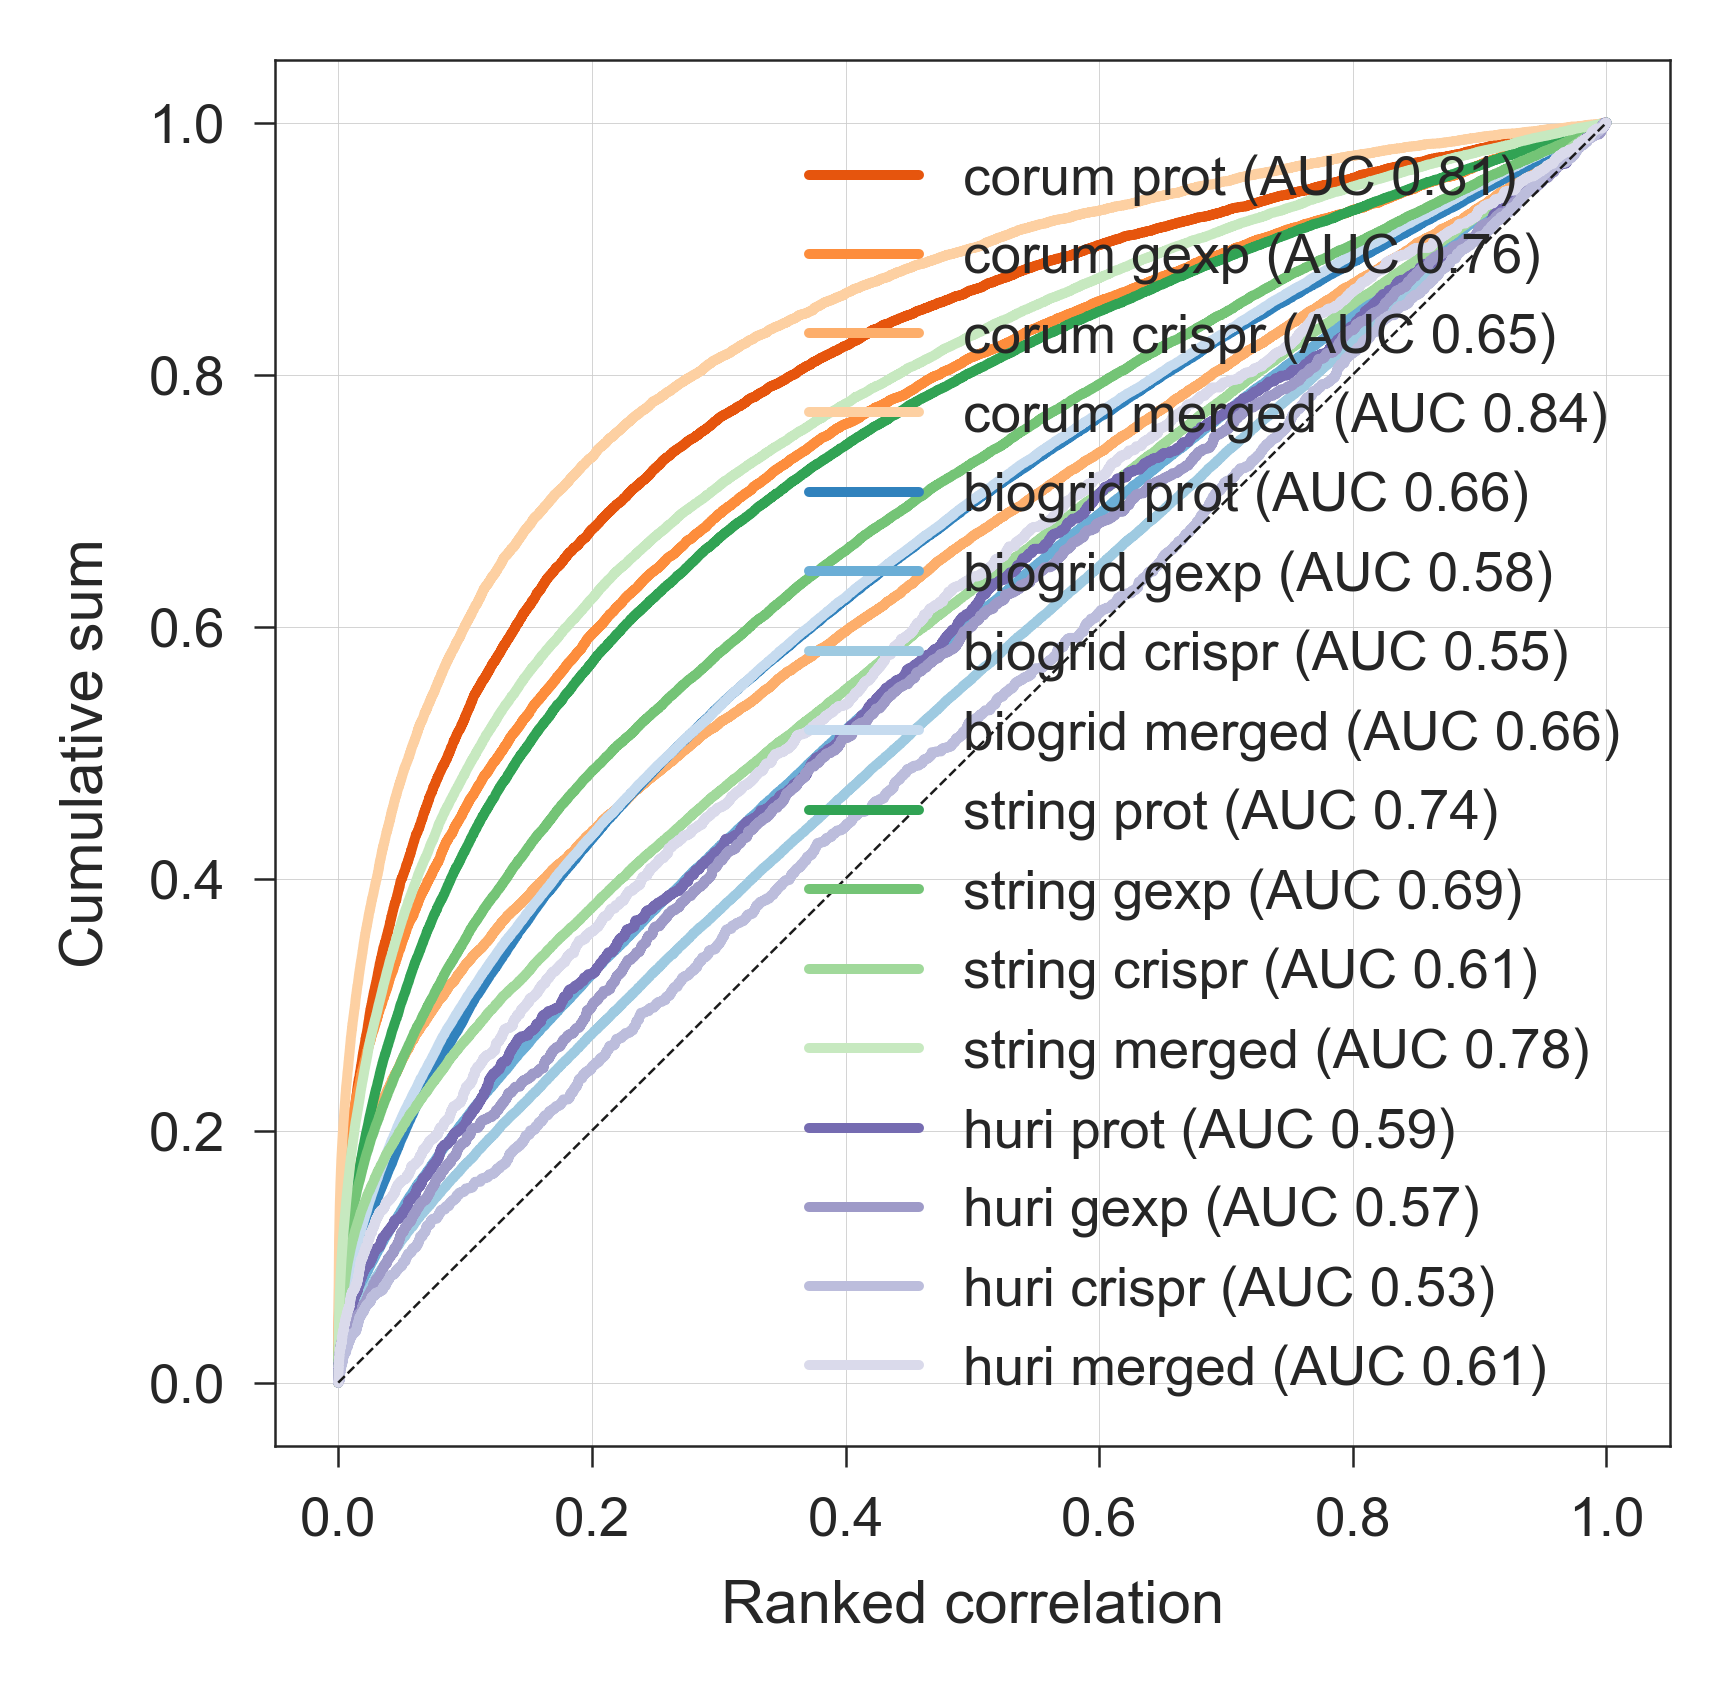 1.0
0.8
0.6
0.4
0.2
0.0
Cumulative sum
corum prot (AUC 0.81)
corum gexp (AUC 0.76)
corum crispr (AUC 0.65)
corum merged (AUC 0.84)
biogrid prot (AUC 0.66)
biogrid gexp (AUC 0.58)
biogrid crispr (AUC 0.55)
biogrid merged (AUC 0.66)
string prot (AUC 0.74)
string gexp (AUC 0.69)
string crispr (AUC 0.61)
string merged (AUC 0.78)
huri prot (AUC 0.59)
huri gexp (AUC 0.57)
huri crispr (AUC 0.53)
huri merged (AUC 0.61)
0.0 0.2 0.4 0.6 0.8 1.0
Ranked correlation